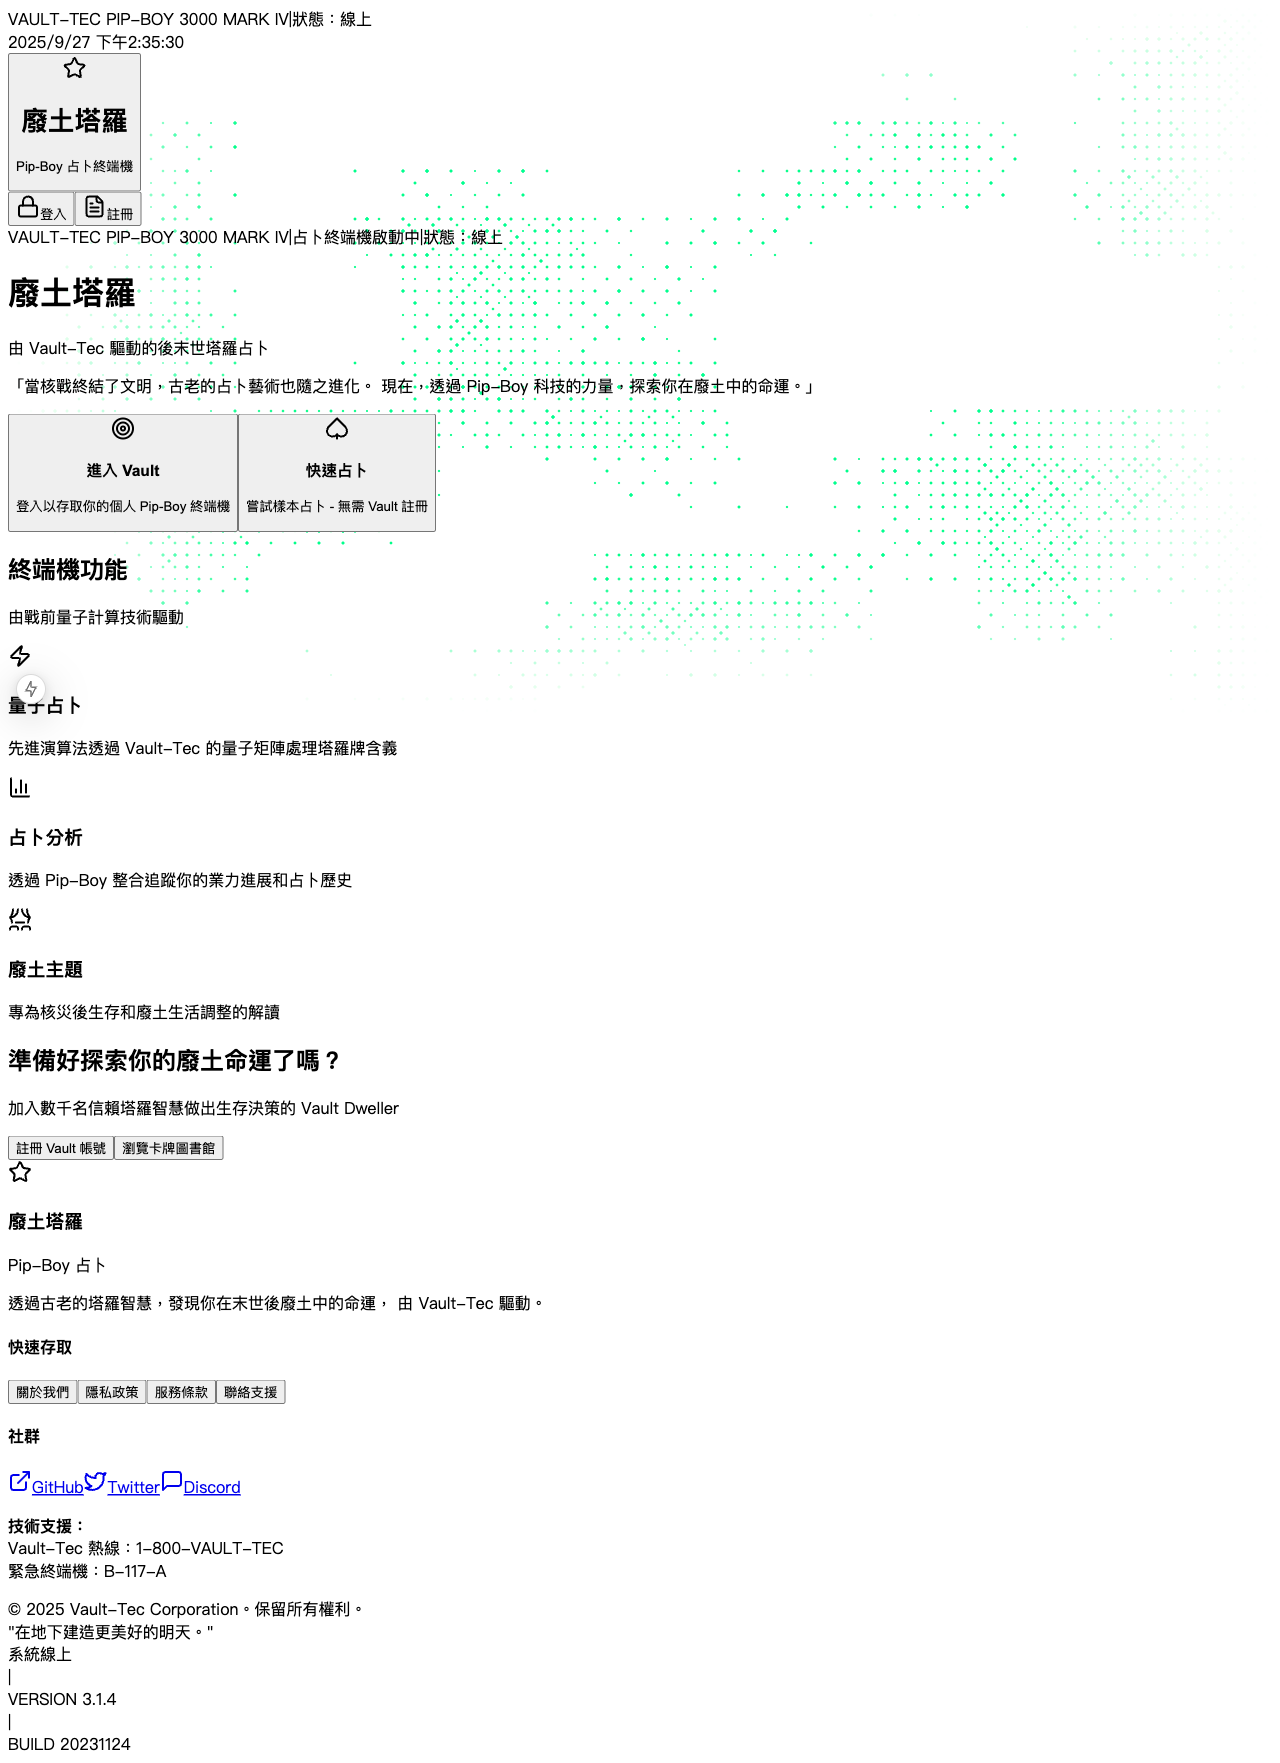 VAULT-TEC PIP-BOY 3000 MARK IV|狀態：線上
2025/9/27 下午2:35:30
廢土塔羅
Pip-Boy 占卜終端機
登入 註冊
VAULT-TEC PIP-BOY 3000 MARK IV|占卜終端機啟動中|狀態：線上
廢土塔羅
由 Vault-Tec 驅動的後末世塔羅占卜
「當核戰終結了文明，古老的占卜藝術也隨之進化。 現在，透過 Pip-Boy 科技的力量，探索你在廢土中的命運。」
進入 Vault
登入以存取你的個人 Pip-Boy 終端機
快速占卜
嘗試樣本占卜 - 無需 Vault 註冊
終端機功能
由戰前量子計算技術驅動
量子占卜
先進演算法透過 Vault-Tec 的量子矩陣處理塔羅牌含義
占卜分析
透過 Pip-Boy 整合追蹤你的業力進展和占卜歷史
廢土主題
專為核災後生存和廢土生活調整的解讀
準備好探索你的廢土命運了嗎？
加入數千名信賴塔羅智慧做出生存決策的 Vault Dweller
註冊 Vault 帳號 瀏覽卡牌圖書館
廢土塔羅
Pip-Boy 占卜
透過古老的塔羅智慧，發現你在末世後廢土中的命運， 由 Vault-Tec 驅動。
快速存取
關於我們 隱私政策 服務條款 聯絡支援
社群
GitHub Twitter Discord
技術支援：
Vault-Tec 熱線：1-800-VAULT-TEC
緊急終端機：B-117-A
© 2025 Vault-Tec Corporation。保留所有權利。
"在地下建造更美好的明天。"
系統線上
|
VERSION 3.1.4
|
BUILD 20231124